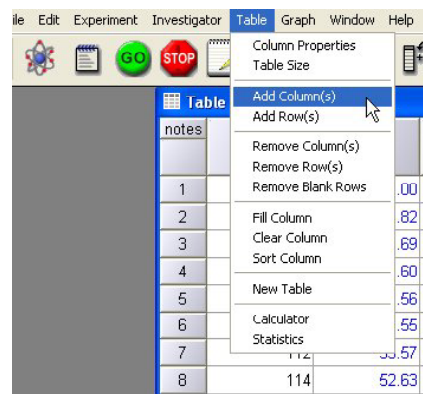 ile Edit Experiment Investigator Table Graph Window Help
GO STOP
Column Properties
Table Size
Table
Add Column(s)
Add Row(s)
notes
Remove Column(s)
Remove Row(s)
1 Remove Blank Rows .00
2 Fill Column .82
3 Clear Column .69
Sort Column
4 .60
5 New Table .56
6 Calculator .55
Statistics
7 112 .57
8 114 52.63